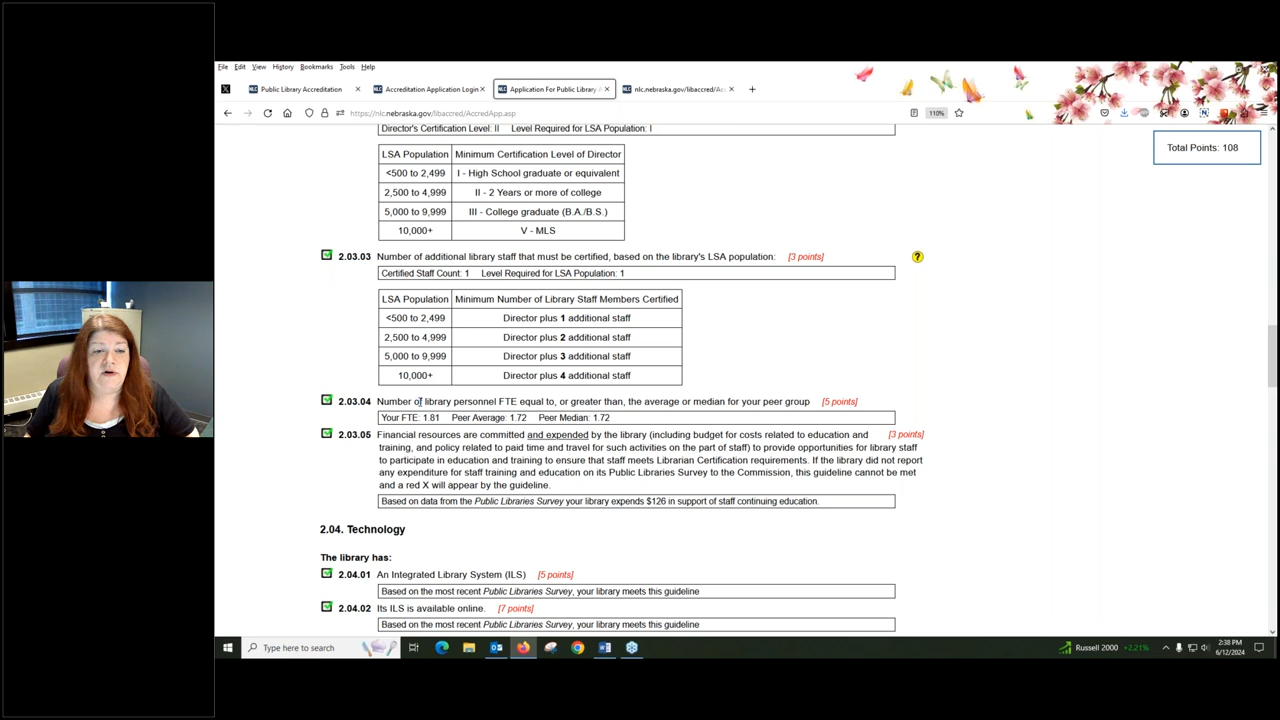 File Edit View History Bookmarks Tools Help
Public Library Accreditation
Accreditation Application Login
Application For Public Library A
nlc.nebraska.gov/libaccred/Acc
https://nlc.nebraska.gov/libaccred/AccredApp.asp
110%
Total Points: 108
Director's Certification Level: II Level Required for LSA Population: I
LSA Population Minimum Certification Level of Director
<500 to 2,499 I - High School graduate or equivalent
2,500 to 4,999 II - 2 Years or more of college
5,000 to 9,999 III - College graduate (B.A./B.S.)
10,000+ V - MLS
2.03.03 Number of additional library staff that must be certified, based on the library's LSA population: [3 points]
?
Certified Staff Count: 1 Level Required for LSA Population: 1
LSA Population Minimum Number of Library Staff Members Certified
<500 to 2,499 Director plus 1 additional staff
2,500 to 4,999 Director plus 2 additional staff
5,000 to 9,999 Director plus 3 additional staff
10,000+ Director plus 4 additional staff
2.03.04 Number of library personnel FTE equal to, or greater than, the average or median for your peer group [5 points]
Your FTE: 1.81 Peer Average: 1.72 Peer Median: 1.72
2.03.05 Financial resources are committed and expended by the library (including budget for costs related to education and [3 points]
training, and policy related to paid time and travel for such activities on the part of staff) to provide opportunities for library staff
to participate in education and training to ensure that staff meets Librarian Certification requirements. If the library did not report
any expenditure for staff training and education on its Public Libraries Survey to the Commission, this guideline cannot be met
and a red X will appear by the guideline.
Based on data from the Public Libraries Survey your library expends $126 in support of staff continuing education.
2.04. Technology
The library has:
2.04.01 An Integrated Library System (ILS) [5 points]
Based on the most recent Public Libraries Survey, your library meets this guideline
2.04.02 Its ILS is available online. [7 points]
Based on the most recent Public Libraries Survey, your library meets this guideline
Type here to search
Russell 2000 +2.21%
2:38 PM
6/12/2024